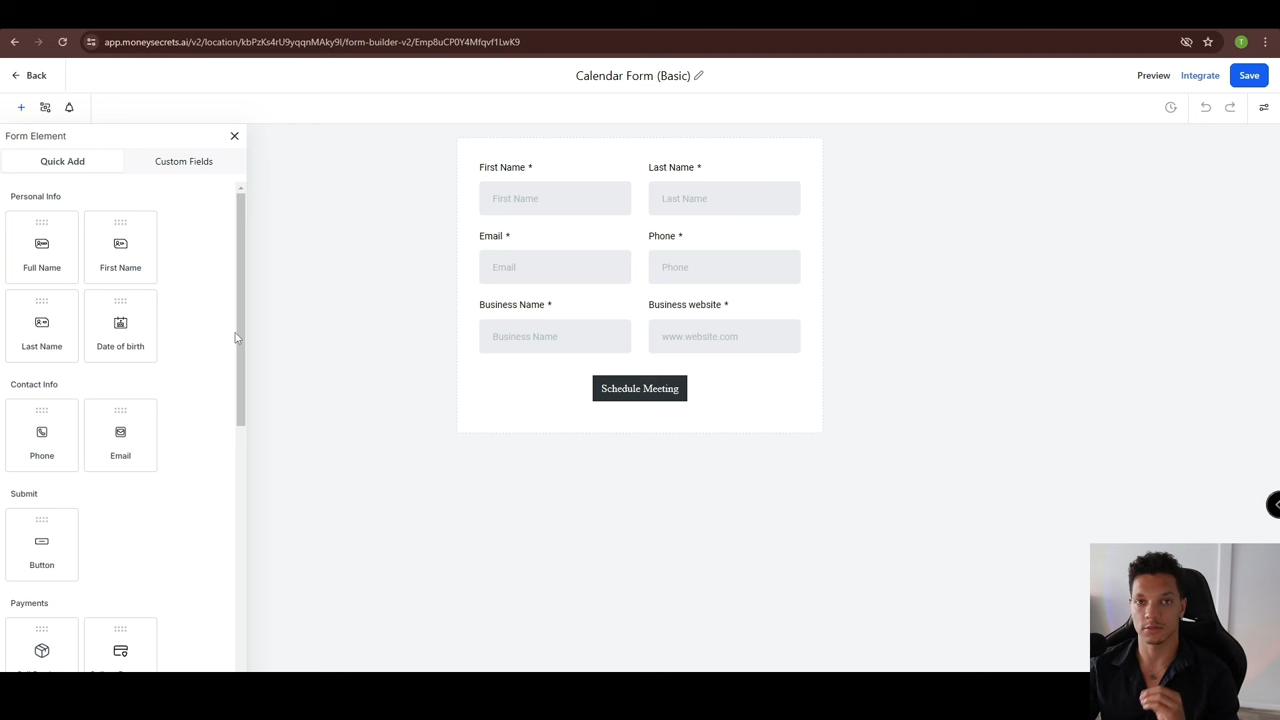 app.moneysecrets.ai/v2/location/kbPzKs4rU9yqqnMAky9I/form-builder-v2/Emp8uCP0Y4Mfqvf1LwK9
T
Back
Calendar Form (Basic)
Preview
Integrate
Save
Form Element
Quick Add
Custom Fields
Personal Info
Full Name
First Name
Last Name
Date of birth
Contact Info
Phone
Email
Submit
Button
Payments
First Name *
Last Name *
First Name
Last Name
Email *
Phone *
Email
Phone
Business Name *
Business website *
Business Name
www.website.com
Schedule Meeting